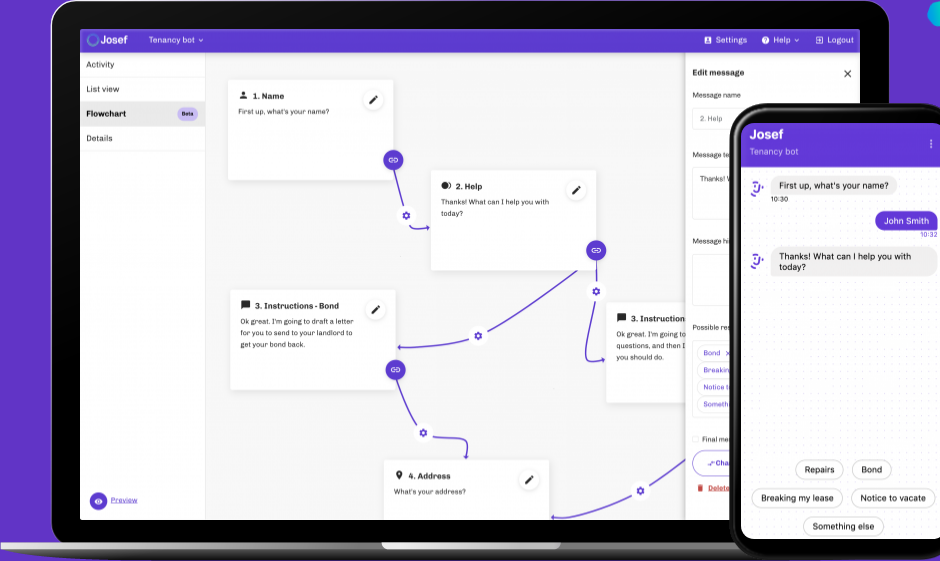 Josef
Tenancy bot
Settings
Help
Logout
Activity
List view
Flowchart
Beta
Details
Preview
1. Name
First up, what's your name?
2. Help
Thanks! What can I help you with
today?
3. Instructions - Bond
Ok great. I'm going to draft a letter
for you to send to your landlord to
get your bond back.
3. Instruction
Ok great. I'm going to
questions, and then I
you should do.
4. Address
What's your address?
Edit message
Message name
2. Help
Message te
Thanks! W
Message hi
Possible res
Bond
Breakin
Notice t
Someth
Final me
Cha
Delete
Josef
Tenancy bot
First up, what's your name?
10:30
John Smith
10:32
Thanks! What can I help you with
today?
Repairs
Bond
Breaking my lease
Notice to vacate
Something else